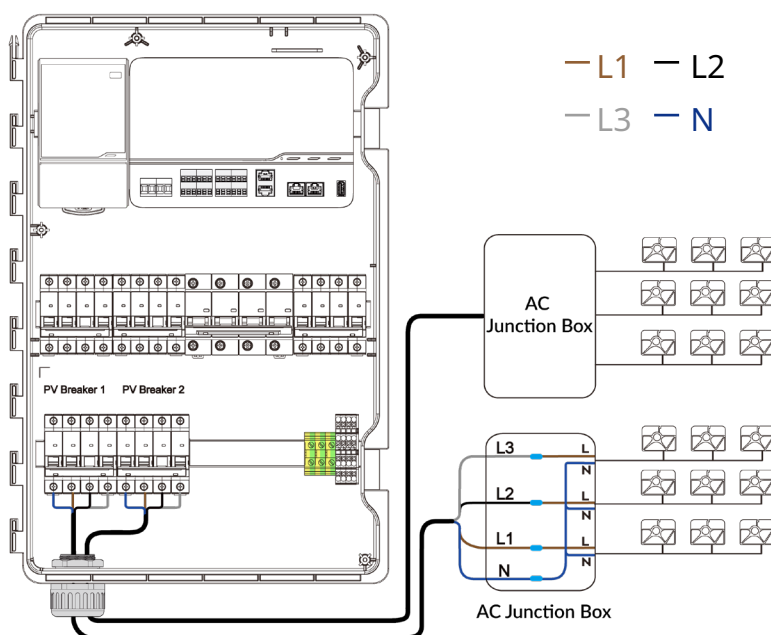 L1 L2
L3 N
AC
Junction Box
PV Breaker 1 PV Breaker 2
L3 L
N
L2 L
N
L1 L
N
N
AC Junction Box